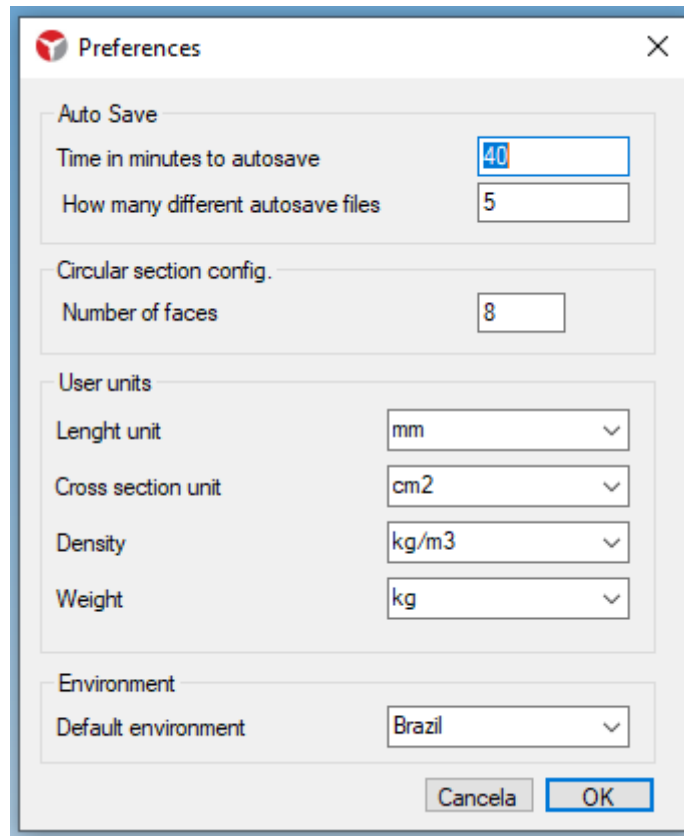 Preferences
Auto Save
Time in minutes to autosave 40
How many different autosave files 5
Circular section config.
Number of faces 8
User units
Lenght unit mm
Cross section unit cm2
Density kg/m3
Weight kg
Environment
Default environment Brazil
Cancela OK